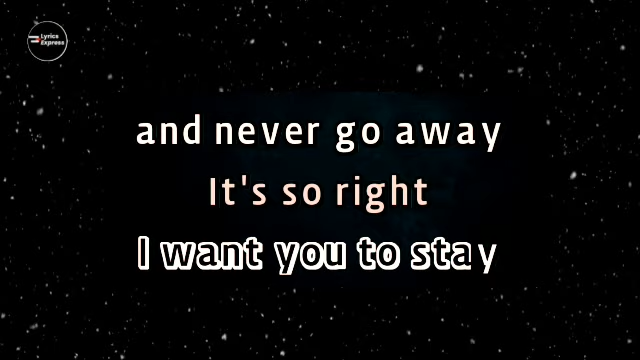 Lyrics
Express
and never go away
It's so right
I want you to stay